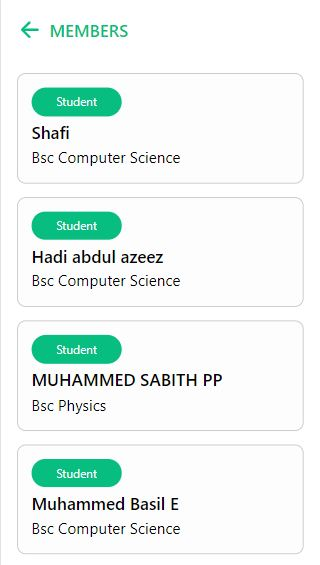 MEMBERS
Student
Shafi
Bsc Computer Science
Student
Hadi abdul azeez
Bsc Computer Science
Student
MUHAMMED SABITH PP
Bsc Physics
Student
Muhammed Basil E
Bsc Computer Science